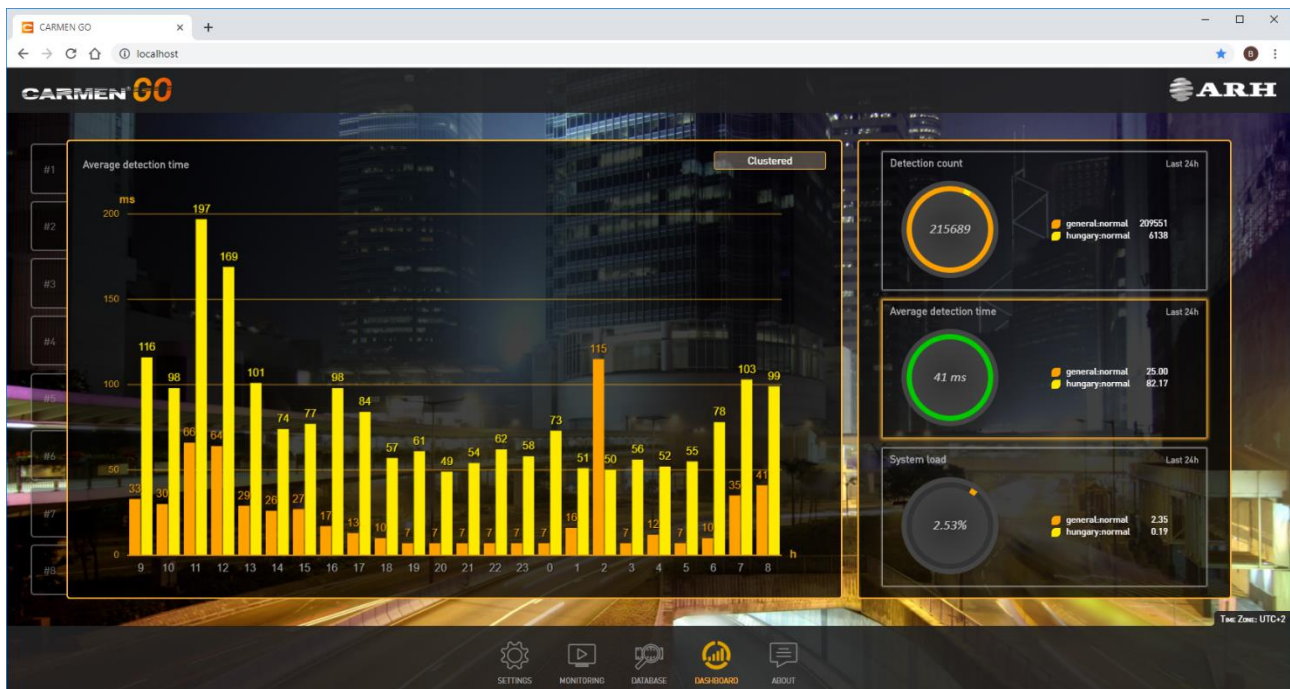 CARMEN GO
localhost
B
CARMEN® GO
ARH
#1
#2
#3
#4
#5
#6
#7
#8
Average detection time
Clustered
ms
200
150
100
50
0
116
98
197
169
101
74
77
98
84
57
61
49
54
62
58
73
51
50
56
52
55
78
103
99
33
30
66
64
29
26
27
17
13
10
7
7
7
7
7
7
16
115
7
12
7
10
35
41
9 10 11 12 13 14 15 16 17 18 19 20 21 22 23 0 1 2 3 4 5 6 7 8
h
Detection count Last 24h
215689
general:normal 209551
hungary:normal 6138
Average detection time Last 24h
41 ms
general:normal 25.00
hungary:normal 82.17
System load Last 24h
2.53%
general:normal 2.35
hungary:normal 0.19
TIME ZONE: UTC+2
SETTINGS
MONITORING
DATABASE
DASHBOARD
ABOUT